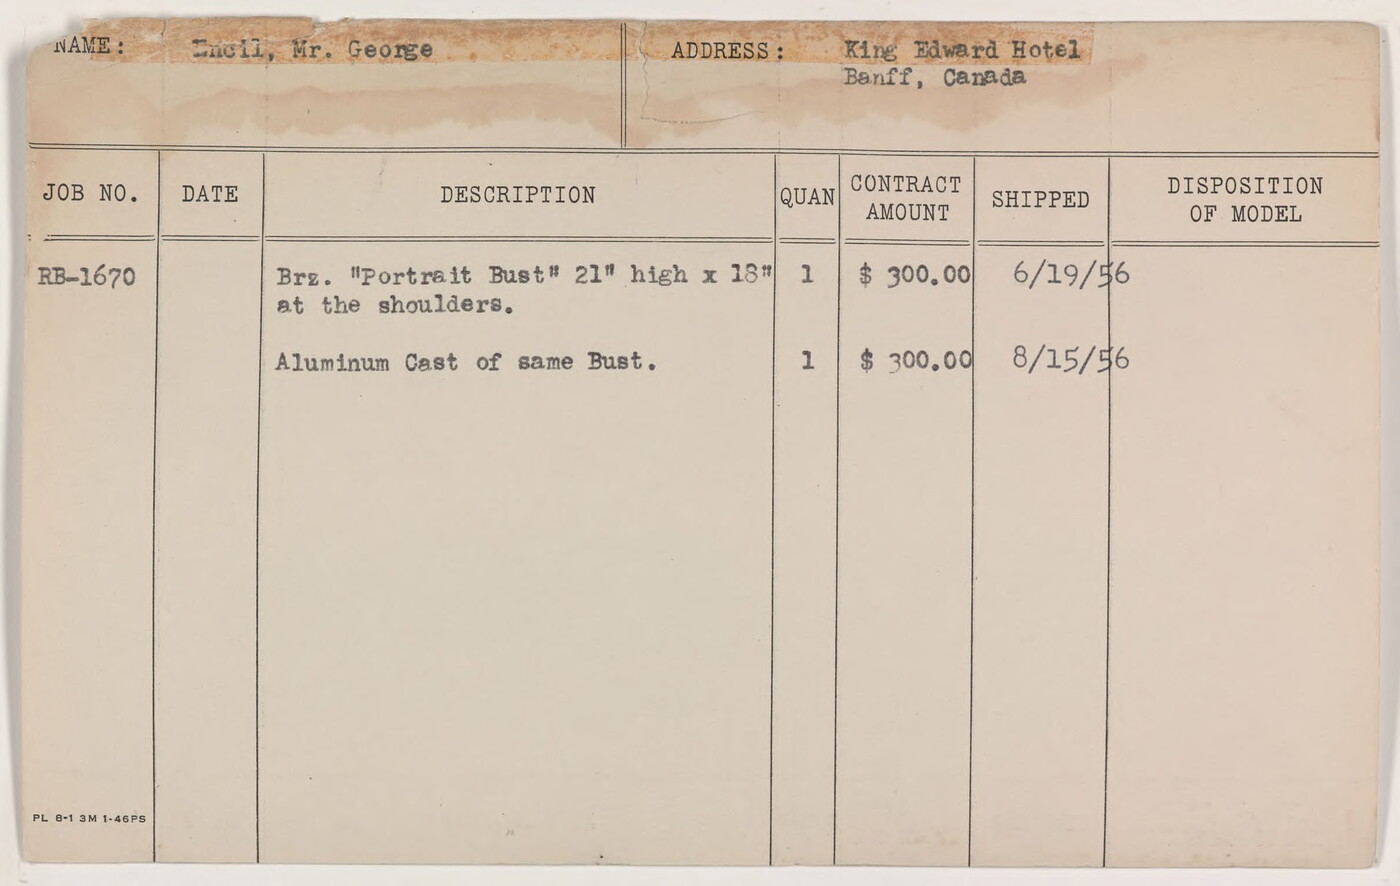 NAME: Encil, Mr. George ADDRESS: King Edward Hotel
Banff, Canada
JOB NO. DATE DESCRIPTION QUAN CONTRACT AMOUNT SHIPPED DISPOSITION OF MODEL
RB-1670 Brz. "Portrait Bust" 21" high x 18" 1 $ 300.00 6/19/56
at the shoulders.
Aluminum Cast of same Bust. 1 $ 300.00 8/15/56
PL 8-1 3M 1-46PS